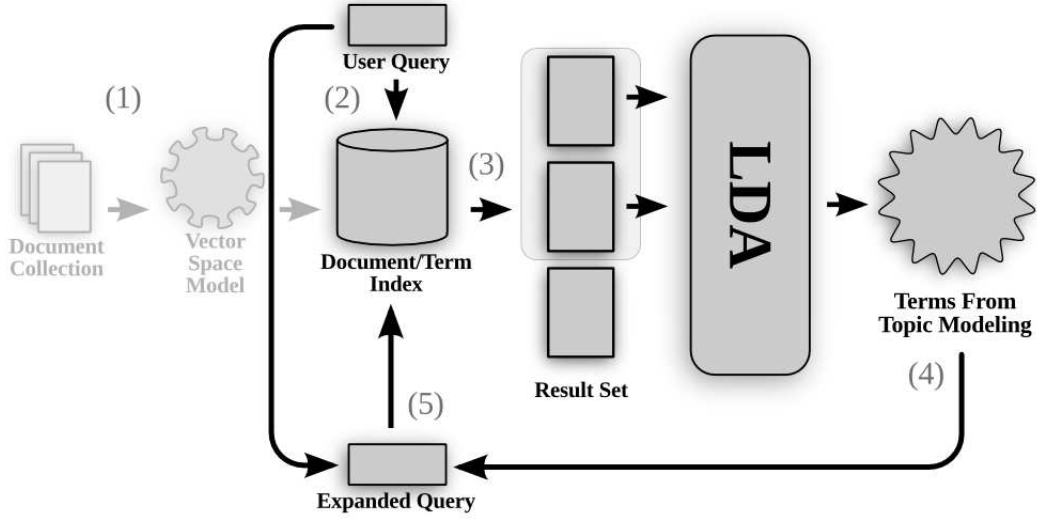 User Query
(1)
(2)
(3)
LDA
Document
Collection
Vector
Space
Model
Document/Term
Index
Terms From
Topic Modeling
Result Set
(4)
(5)
Expanded Query